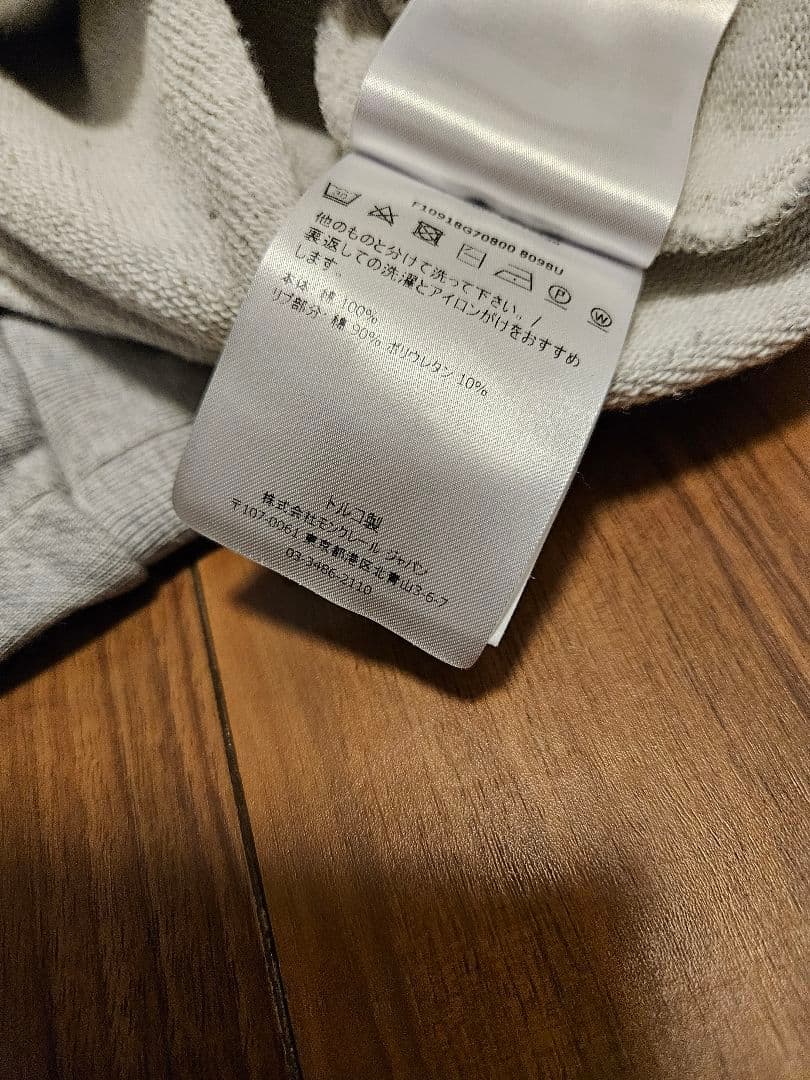 F10918G70800 8098U
他のものと分けて洗って下さい。/
裏返しての洗濯とアイロンがけをおすすめ
します。
本体: 綿 100%
リブ部分: 綿 90% ポリウレタン 10%
トルコ製
株式会社モンクレール ジャパン
〒107-0061 東京都港区北青山3-6-7
03-3486-2110